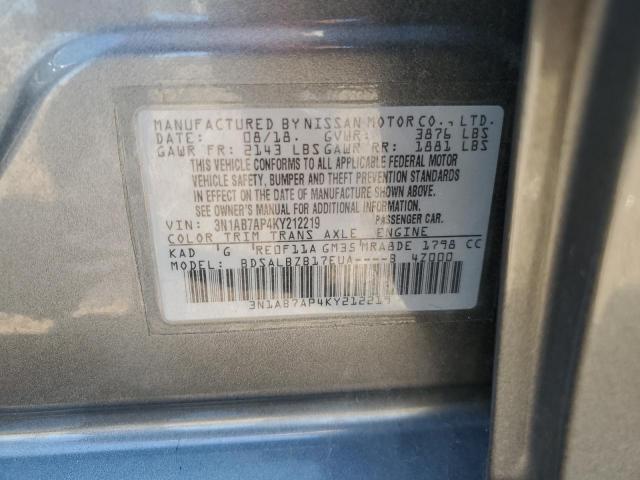 MANUFACTURED BY NISSAN MOTOR CO., LTD.
DATE: 08/18. GVWR: 3876 LBS
GAWR FR: 2143 LBS GAWR RR: 1881 LBS
THIS VEHICLE CONFORMS TO ALL APPLICABLE FEDERAL MOTOR
VEHICLE SAFETY, BUMPER AND THEFT PREVENTION STANDARDS
IN EFFECT ON THE DATE OF MANUFACTURE SHOWN ABOVE.
SEE OWNER'S MANUAL FOR ADDITIONAL INFORMATION
VIN: 3N1AB7AP4KY212219 PASSENGER CAR.
COLOR TRIM TRANS AXLE ENGINE
KAD G RE0F11A GM35 MRA8DE 1798 CC
MODEL: BDSALBZB17EUA----B 4Z000
3N1AB7AP4KY212219